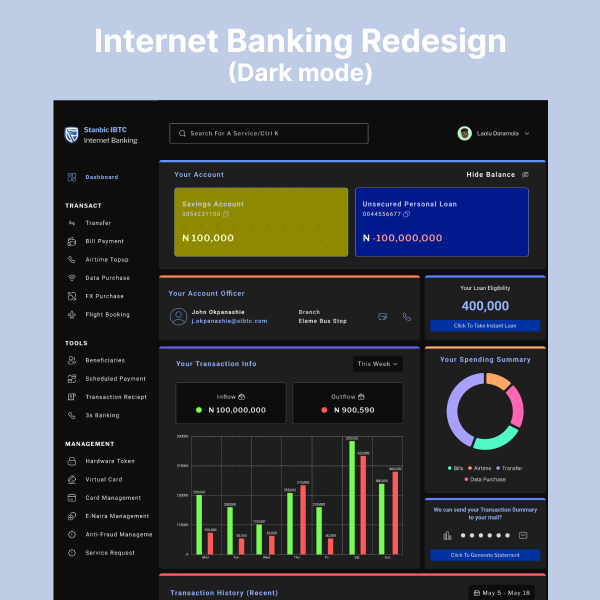 Internet Banking Redesign
(Dark mode)
Stanbic IBTC
Internet Banking
Search For A Service/Ctrl K
Laolu Daramola
Dashboard
TRANSACT
Transfer
Bill Payment
Airtime Topup
Data Purchase
FX Purchase
Flight Booking
TOOLS
Beneficiaries
Scheduled Payment
Transaction Reciept
3s Banking
MANAGEMENT
Hardware Token
Virtual Card
Card Management
E-Naira Management
Anti-Fraud Manageme
Service Request
Your Account
Hide Balance
Savings Account
0054231100
N 100,000
Unsecured Personal Loan
0044556677
N -100,000,000
Your Account Officer
John Okpanashie
j.okpanashie@sibtc.com
Branch
Eleme Bus Stop
Your Loan Eligibility
400,000
Click To Take Instant Loan
Your Transaction Info
This Week
Inflow
N 100,000,000
Outflow
N 900,590
Mon
Tue
Wed
Thu
Fri
Sat
Sun
Your Spending Summary
Bills
Airtime
Transfer
Data Purchase
We can send your Transaction Summary
to your mail?
Click To Generate Statement
Transaction History (Recent)
May 5 - May 18